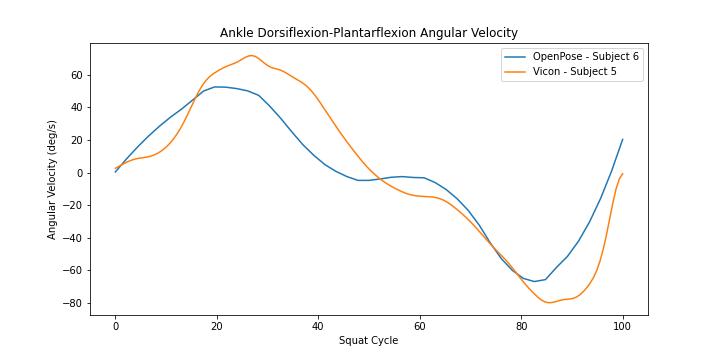 Ankle Dorsiflexion-Plantarflexion Angular Velocity
OpenPose - Subject 6
Vicon - Subject 5
Angular Velocity (deg/s)
60
40
20
0
−20
−40
−60
−80
0 20 40 60 80 100
Squat Cycle